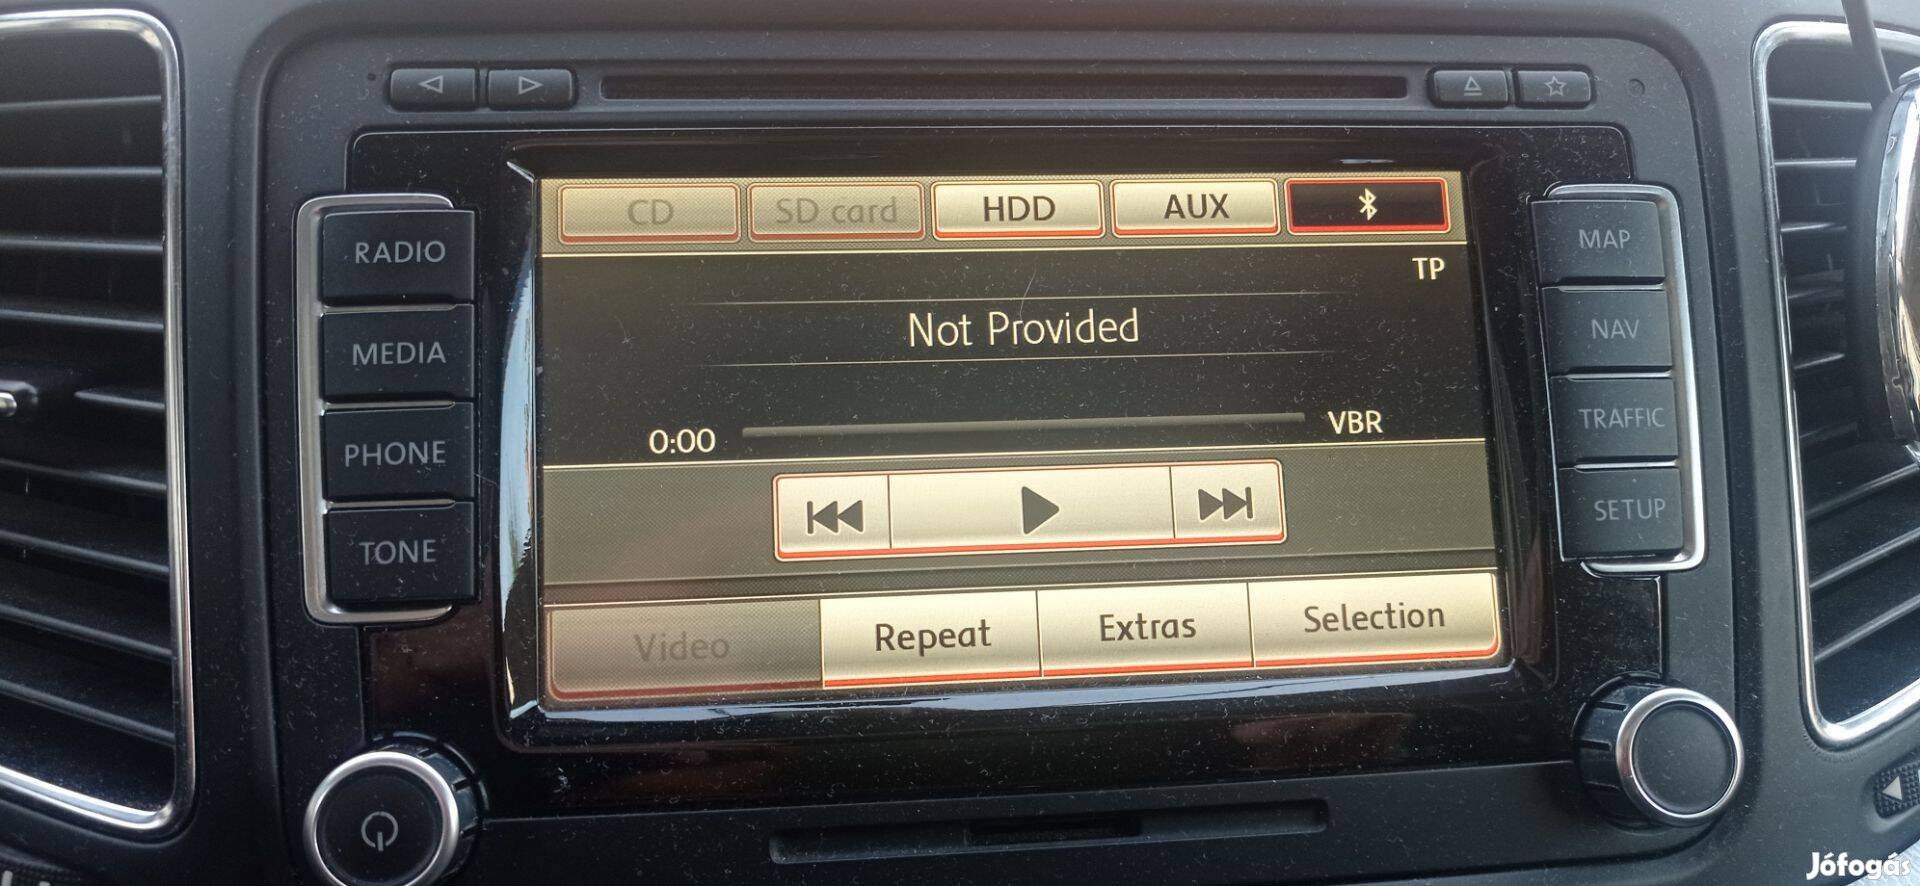 CD SD card HDD AUX
TP
Not Provided
0:00 VBR
Video Repeat Extras Selection
RADIO
MEDIA
PHONE
TONE
MAP
NAV
TRAFFIC
SETUP
Jófogás